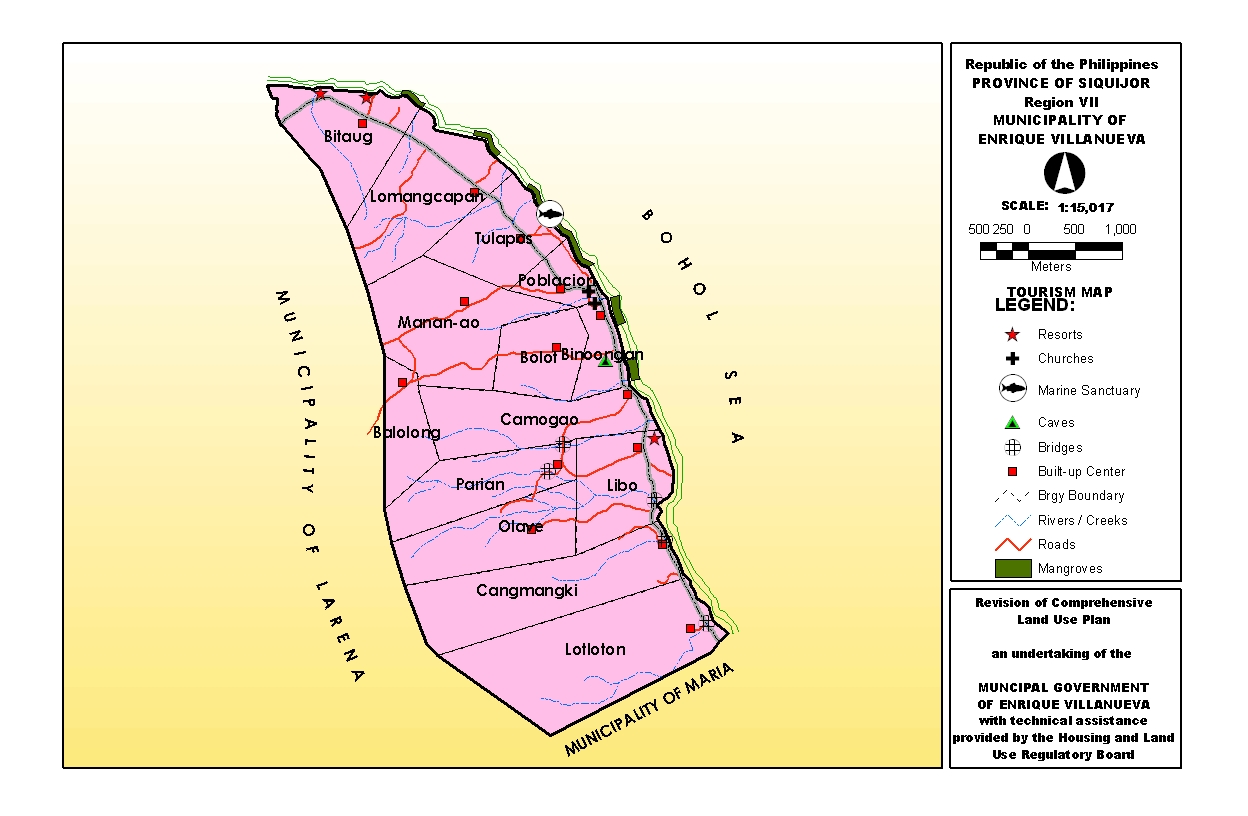 Republic of the Philippines
PROVINCE OF SIQUIJOR
Region VII
MUNICIPALITY OF
ENRIQUE VILLANUEVA
SCALE: 1:15,017
500 250 0 500 1,000
Meters
TOURISM MAP
LEGEND:
Resorts
Churches
Marine Sanctuary
Caves
Bridges
Built-up Center
Brgy Boundary
Rivers / Creeks
Roads
Mangroves
Revision of Comprehensive
Land Use Plan
an undertaking of the
MUNCIPAL GOVERNMENT
OF ENRIQUE VILLANUEVA
with technical assistance
provided by the Housing and Land
Use Regulatory Board
Bitaug
Lomangcapan
Tulapos
Poblacion
Manan-ao
Bolot
Binoongan
Camogao
Balolong
Parian
Libo
Olave
Cangmangki
Lotloton
BOHOL SEA
MUNICIPALITY OF LARENA
MUNICIPALITY OF MARIA